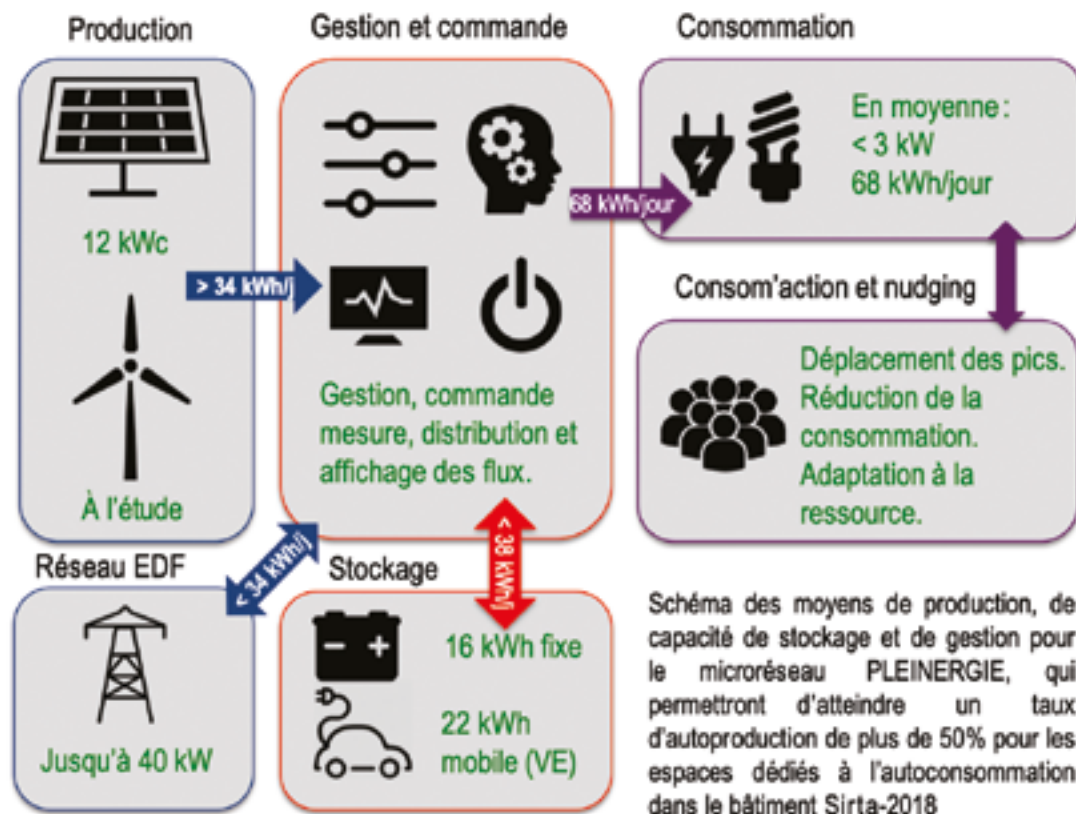 Production
12 kWc
À l'étude
> 34 kWh/j
Gestion et commande
Gestion, commande
mesure, distribution et
affichage des flux.
68 kWh/jour
Consommation
En moyenne :
< 3 kW
68 kWh/jour
Consom'action et nudging
Déplacement des pics.
Réduction de la
consommation.
Adaptation à la
ressource.
Réseau EDF
Jusqu'à 40 kW
< 34 kWh/j
Stockage
< 38 kWh/j
16 kWh fixe
22 kWh
mobile (VE)
Schéma des moyens de production, de
capacité de stockage et de gestion pour
le microréseau PLEINERGIE, qui
permettront d'atteindre un taux
d'autoproduction de plus de 50% pour les
espaces dédiés à l'autoconsommation
dans le bâtiment Sirta-2018